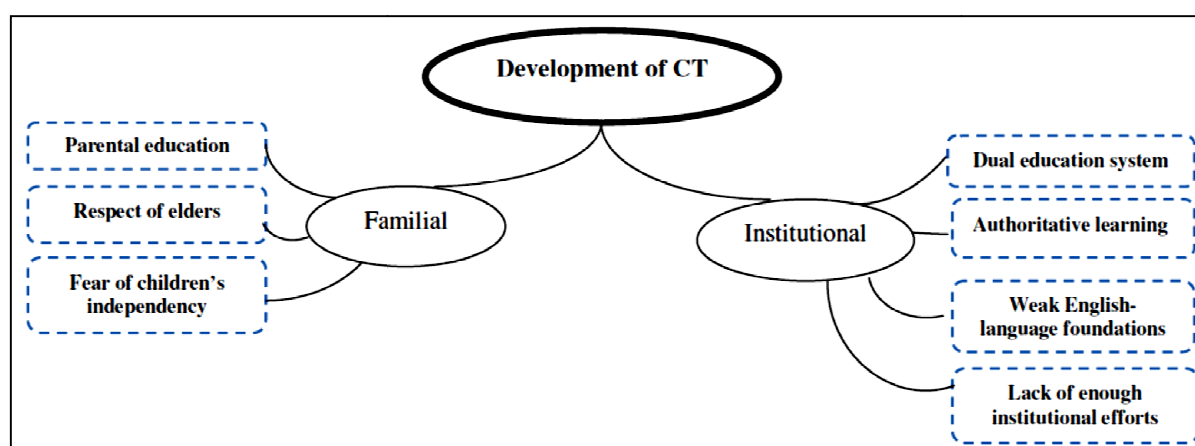 Development of CT
Parental education
Respect of elders
Fear of children's
independency
Familial
Institutional
Dual education system
Authoritative learning
Weak English-
language foundations
Lack of enough
institutional efforts